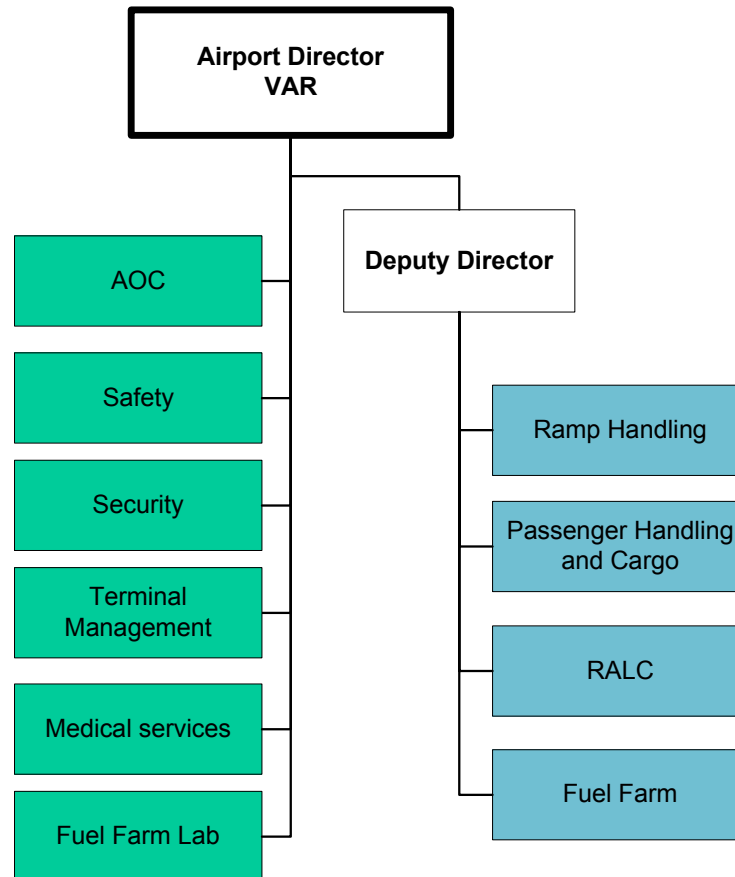 Airport Director
VAR
Deputy Director
AOC
Safety
Security
Terminal
Management
Medical services
Fuel Farm Lab
Ramp Handling
Passenger Handling
and Cargo
RALC
Fuel Farm